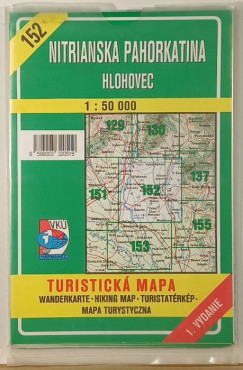 152
NITRIANSKA PAHORKATINA
HLOHOVEC
1 : 50 000
129
130
151
152
137
155
153
VKÚ
TURISTICKÁ MAPA
WANDERKARTE·HIKING MAP·TURISTATÉRKÉP·
MAPA TURYSTYCZNA
1. VYDANIE